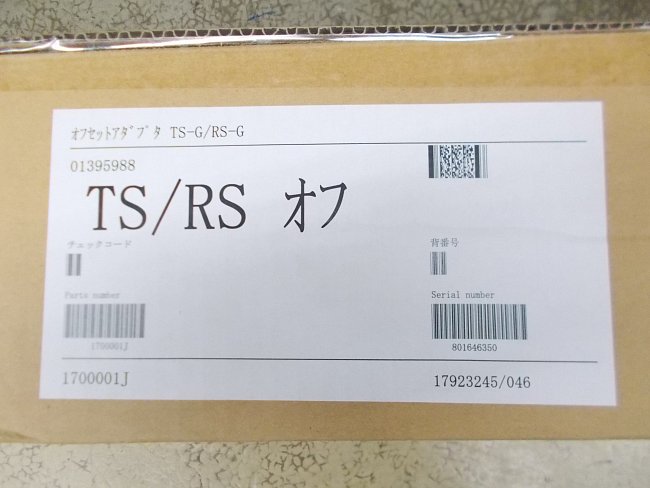 ｵﾌｾｯﾄｱﾀﾞﾌﾟﾀ TS-G/RS-G
01395988
TS/RS ｵﾌ
チェックコード
背番号
Parts number
Serial number
1700001J
801646350
1700001J
17923245/046